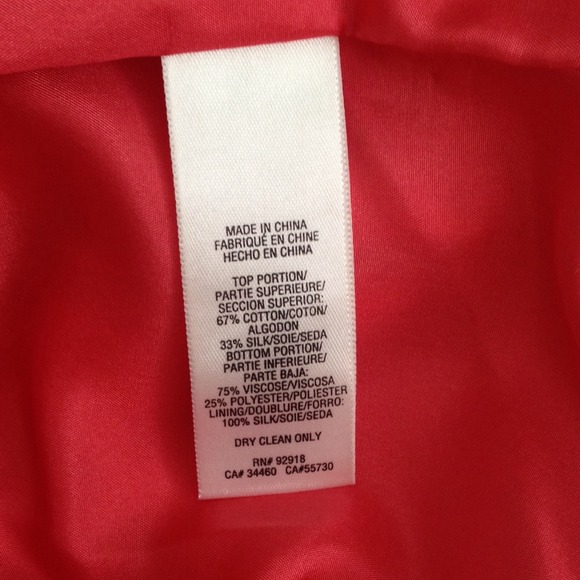 MADE IN CHINA
FABRIQUÉ EN CHINE
HECHO EN CHINA
TOP PORTION/
PARTIE SUPERIEURE/
SECCION SUPERIOR:
67% COTTON/COTON/
ALGODON
33% SILK/SOIE/SEDA
BOTTOM PORTION/
PARTIE INFERIEURE/
PARTE BAJA:
75% VISCOSE/VISCOSA
25% POLYESTER/POLIESTER
LINING/DOUBLURE/FORRO:
100% SILK/SOIE/SEDA
DRY CLEAN ONLY
RN# 92918
CA# 34460 CA#55730